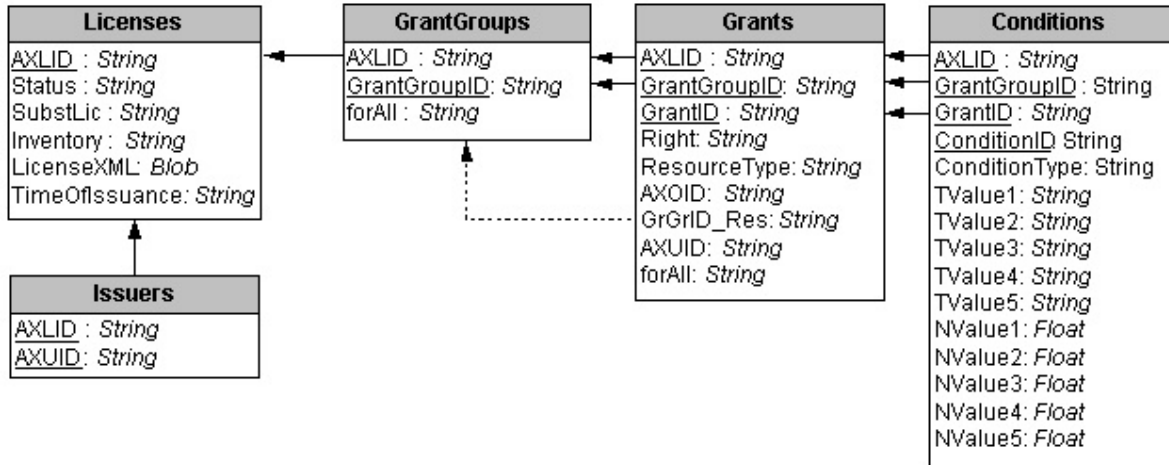 Licenses
AXLID : String
Status : String
SubstLic : String
Inventory : String
LicenseXML: Blob
TimeOfIssuance: String
Issuers
AXLID : String
AXUID: String
GrantGroups
AXLID : String
GrantGroupID: String
forAll : String
Grants
AXLID : String
GrantGroupID: String
GrantID : String
Right: String
ResourceType: String
AXOID: String
GrGrID_Res: String
AXUID: String
forAll: String
Conditions
AXLID : String
GrantGroupID : String
GrantID : String
ConditionID String
ConditionType: String
TValue1: String
TValue2: String
TValue3: String
TValue4: String
TValue5: String
NValue1: Float
NValue2: Float
NValue3: Float
NValue4: Float
NValue5: Float